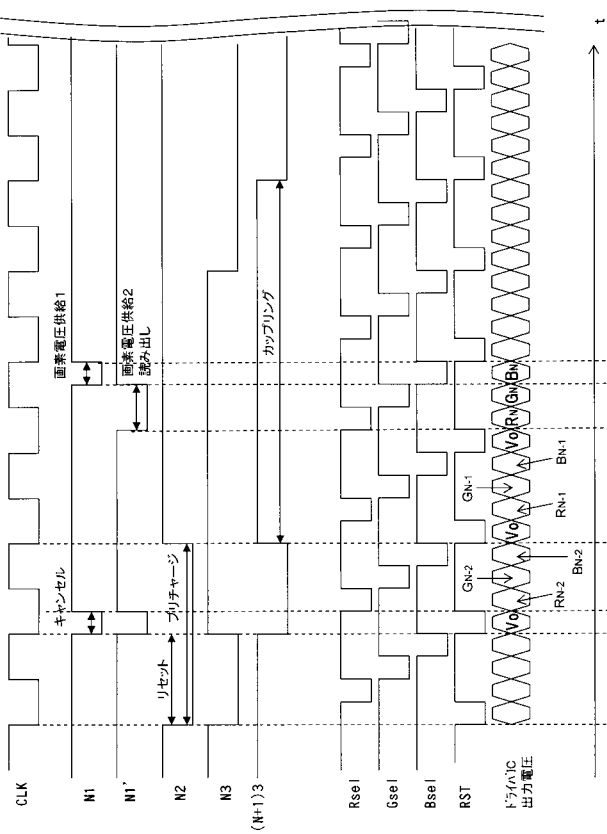 CLK
N1
N1'
N2
N3
(N+1)3
Rsel
Gsel
Bsel
RST
ドライバIC
出力電圧
リセット
キャンセル
プリチャージ
画素電圧供給1
画素電圧供給2
読み出し
カップリング
Vo
RN-2
GN-2
BN-2
Vo
RN-1
GN-1
BN-1
Vo
RN
GN
BN
t